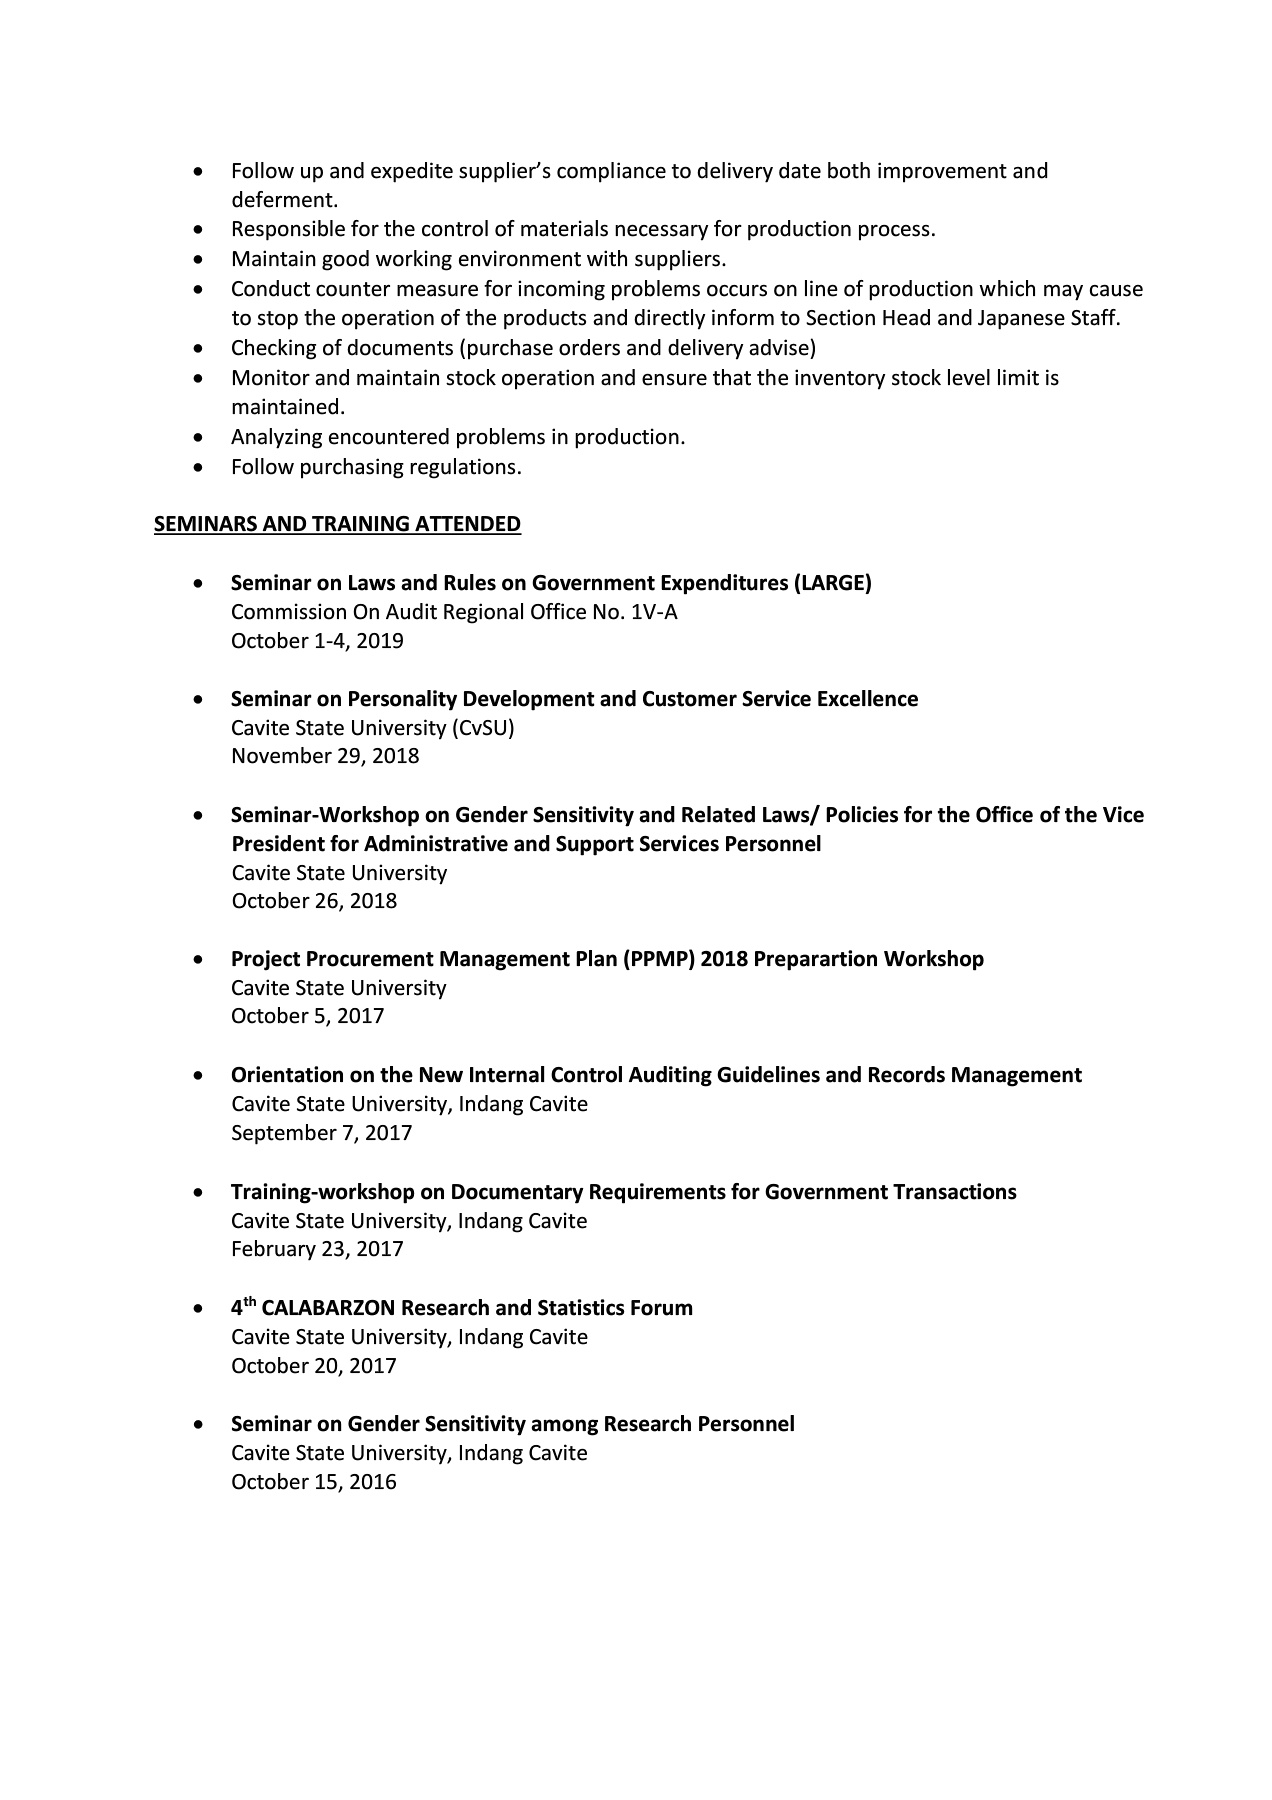 • Follow up and expedite supplier’s compliance to delivery date both improvement and
deferment.
• Responsible for the control of materials necessary for production process.
• Maintain good working environment with suppliers.
• Conduct counter measure for incoming problems occurs on line of production which may cause
to stop the operation of the products and directly inform to Section Head and Japanese Staff.
• Checking of documents (purchase orders and delivery advise)
• Monitor and maintain stock operation and ensure that the inventory stock level limit is
maintained.
• Analyzing encountered problems in production.
• Follow purchasing regulations.
SEMINARS AND TRAINING ATTENDED
• Seminar on Laws and Rules on Government Expenditures (LARGE)
Commission On Audit Regional Office No. 1V-A
October 1-4, 2019
• Seminar on Personality Development and Customer Service Excellence
Cavite State University (CvSU)
November 29, 2018
• Seminar-Workshop on Gender Sensitivity and Related Laws/ Policies for the Office of the Vice
President for Administrative and Support Services Personnel
Cavite State University
October 26, 2018
• Project Procurement Management Plan (PPMP) 2018 Preparartion Workshop
Cavite State University
October 5, 2017
• Orientation on the New Internal Control Auditing Guidelines and Records Management
Cavite State University, Indang Cavite
September 7, 2017
• Training-workshop on Documentary Requirements for Government Transactions
Cavite State University, Indang Cavite
February 23, 2017
• 4th CALABARZON Research and Statistics Forum
Cavite State University, Indang Cavite
October 20, 2017
• Seminar on Gender Sensitivity among Research Personnel
Cavite State University, Indang Cavite
October 15, 2016